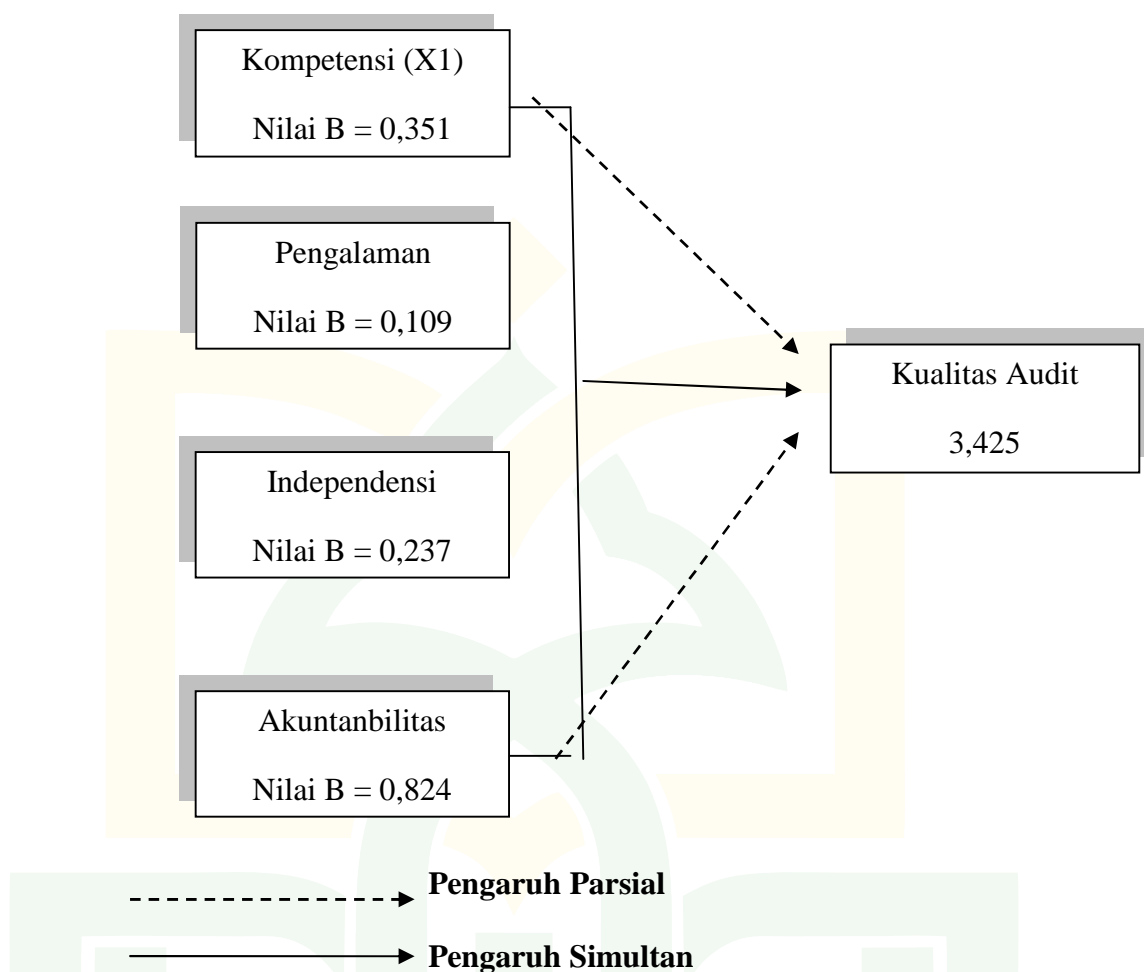 Kompetensi (X1)
Nilai B = 0,351
Pengalaman
Nilai B = 0,109
Independensi
Nilai B = 0,237
Akuntanbilitas
Nilai B = 0,824
Kualitas Audit
3,425
Pengaruh Parsial
Pengaruh Simultan